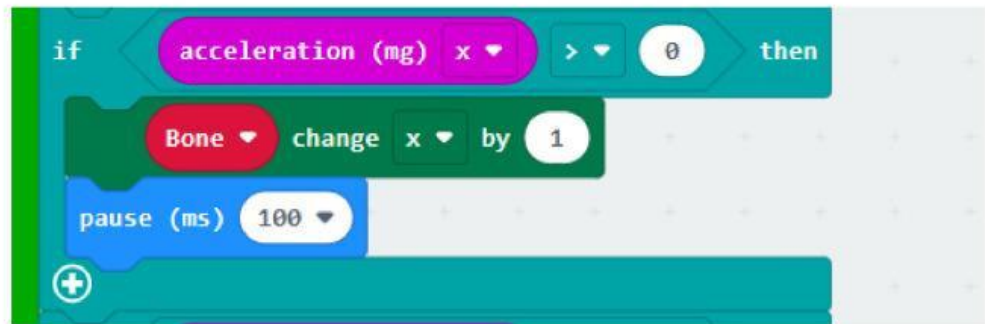 if acceleration (mg) x > 0 then
Bone change x by 1
pause (ms) 100